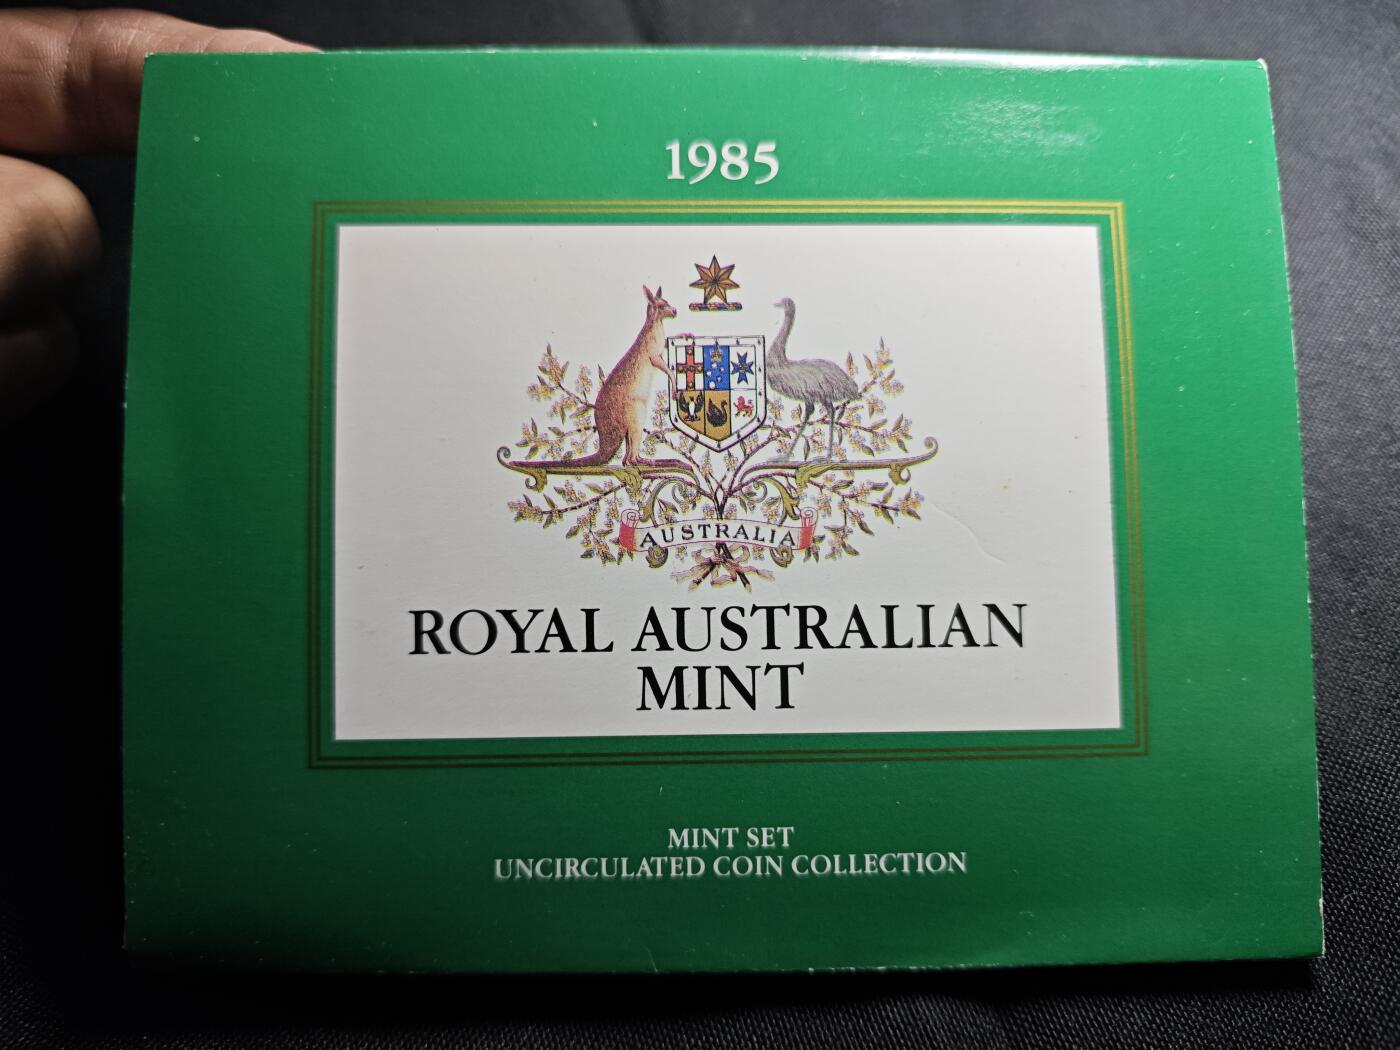 1985
AUSTRALIA
ROYAL AUSTRALIAN
MINT
MINT SET
UNCIRCULATED COIN COLLECTION